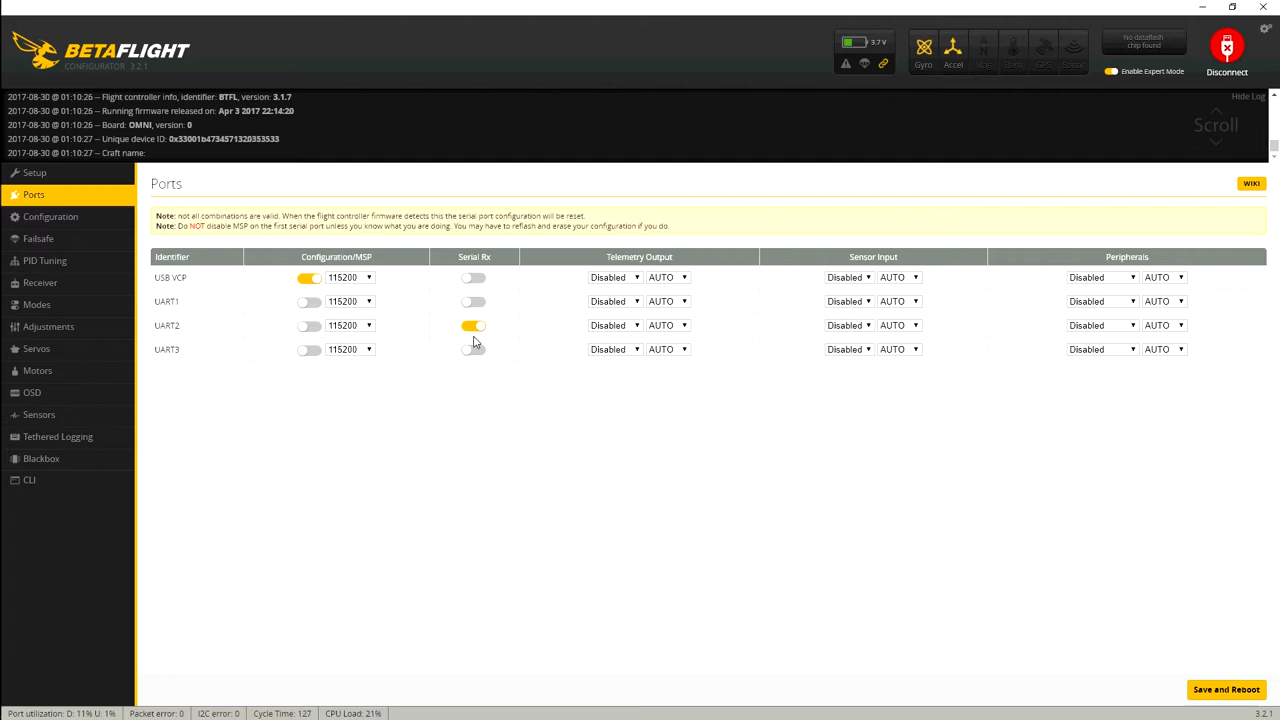 BETAFLIGHT
CONFIGURATOR 3.2.1
3.7 V
Gyro Accel Mag Baro GPS Sonar
No dataflash
chip found
Enable Expert Mode
Disconnect
2017-08-30 @ 01:10:26 -- Flight controller info, identifier: BTFL, version: 3.1.7
2017-08-30 @ 01:10:26 -- Running firmware released on: Apr 3 2017 22:14:20
2017-08-30 @ 01:10:26 -- Board: OMNI, version: 0
2017-08-30 @ 01:10:27 -- Unique device ID: 0x33001b4734571320353533
2017-08-30 @ 01:10:27 -- Craft name:
Hide Log
Scroll
Setup
Ports
Configuration
Failsafe
PID Tuning
Receiver
Modes
Adjustments
Servos
Motors
OSD
Sensors
Tethered Logging
Blackbox
CLI
Ports
WIKI
Note: not all combinations are valid. When the flight controller firmware detects this the serial port configuration will be reset.
Note: Do NOT disable MSP on the first serial port unless you know what you are doing. You may have to reflash and erase your configuration if you do.
Identifier Configuration/MSP Serial Rx Telemetry Output Sensor Input Peripherals
USB VCP 115200 Disabled AUTO Disabled AUTO Disabled AUTO
UART1 115200 Disabled AUTO Disabled AUTO Disabled AUTO
UART2 115200 Disabled AUTO Disabled AUTO Disabled AUTO
UART3 115200 Disabled AUTO Disabled AUTO Disabled AUTO
Save and Reboot
Port utilization: D: 11% U: 1% Packet error: 0 I2C error: 0 Cycle Time: 127 CPU Load: 21% 3.2.1